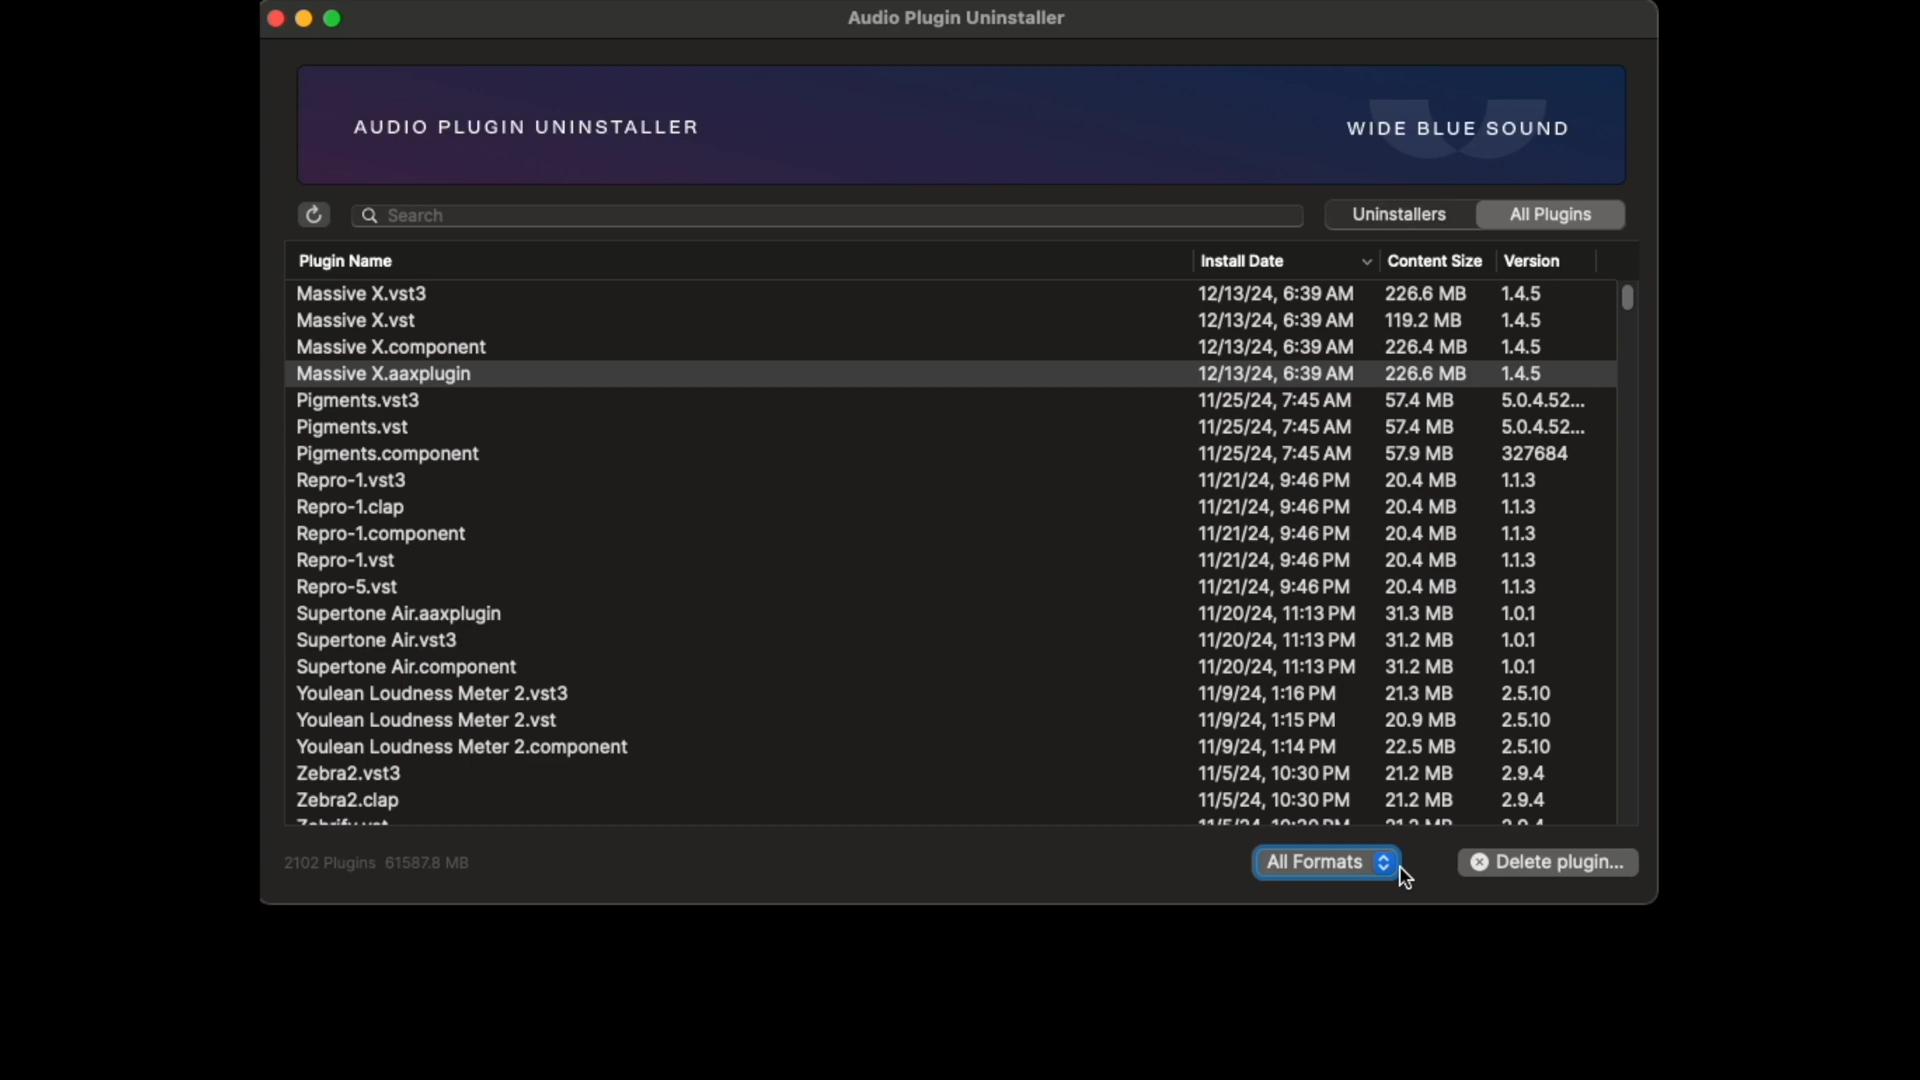 Audio Plugin Uninstaller
AUDIO PLUGIN UNINSTALLER WIDE BLUE SOUND
Search Uninstallers All Plugins
Plugin Name Install Date Content Size Version
Massive X.vst3 12/13/24, 6:39 AM 226.6 MB 1.4.5
Massive X.vst 12/13/24, 6:39 AM 119.2 MB 1.4.5
Massive X.component 12/13/24, 6:39 AM 226.4 MB 1.4.5
Massive X.aaxplugin 12/13/24, 6:39 AM 226.6 MB 1.4.5
Pigments.vst3 11/25/24, 7:45 AM 57.4 MB 5.0.4.52...
Pigments.vst 11/25/24, 7:45 AM 57.4 MB 5.0.4.52...
Pigments.component 11/25/24, 7:45 AM 57.9 MB 327684
Repro-1.vst3 11/21/24, 9:46 PM 20.4 MB 1.1.3
Repro-1.clap 11/21/24, 9:46 PM 20.4 MB 1.1.3
Repro-1.component 11/21/24, 9:46 PM 20.4 MB 1.1.3
Repro-1.vst 11/21/24, 9:46 PM 20.4 MB 1.1.3
Repro-5.vst 11/21/24, 9:46 PM 20.4 MB 1.1.3
Supertone Air.aaxplugin 11/20/24, 11:13 PM 31.3 MB 1.0.1
Supertone Air.vst3 11/20/24, 11:13 PM 31.2 MB 1.0.1
Supertone Air.component 11/20/24, 11:13 PM 31.2 MB 1.0.1
Youlean Loudness Meter 2.vst3 11/9/24, 1:16 PM 21.3 MB 2.5.10
Youlean Loudness Meter 2.vst 11/9/24, 1:15 PM 20.9 MB 2.5.10
Youlean Loudness Meter 2.component 11/9/24, 1:14 PM 22.5 MB 2.5.10
Zebra2.vst3 11/5/24, 10:30 PM 21.2 MB 2.9.4
Zebra2.clap 11/5/24, 10:30 PM 21.2 MB 2.9.4
2102 Plugins 61587.8 MB All Formats Delete plugin...